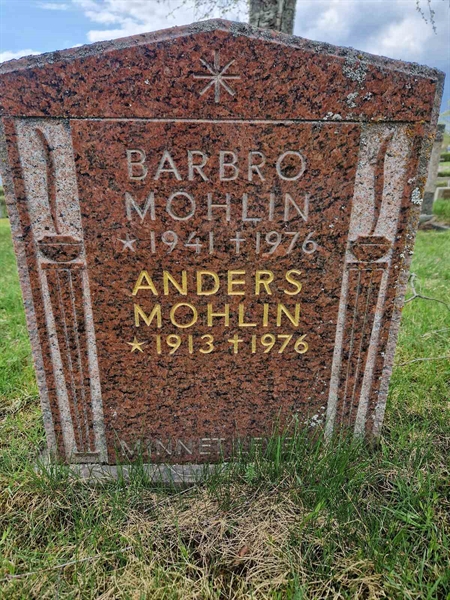 BARBRO
MOHLIN
* 1941 † 1976
ANDERS
MOHLIN
* 1913 † 1976
MINNET LEVER